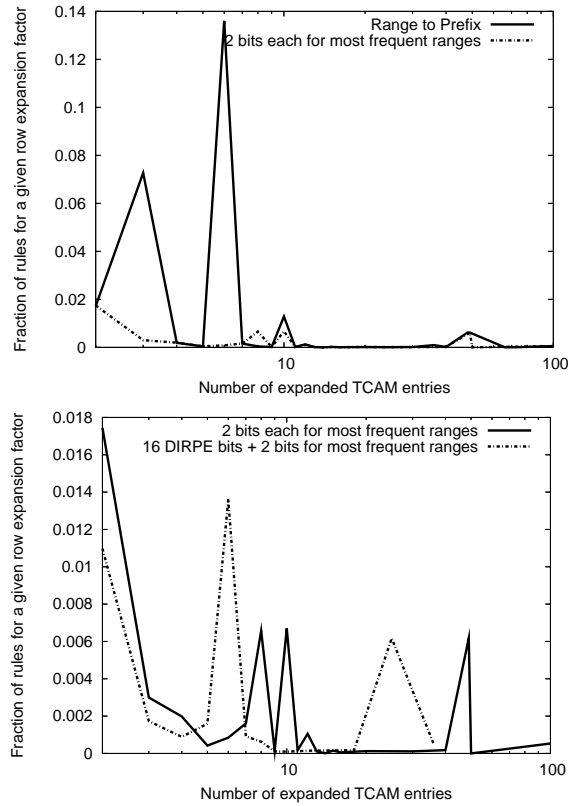 0.14
0.12
0.1
0.08
0.06
0.04
0.02
0
10
100
Fraction of rules for a given row expansion factor
Number of expanded TCAM entries
Range to Prefix
2 bits each for most frequent ranges
0.018
0.016
0.014
0.012
0.01
0.008
0.006
0.004
0.002
0
10
100
Fraction of rules for a given row expansion factor
Number of expanded TCAM entries
2 bits each for most frequent ranges
16 DIRPE bits + 2 bits for most frequent ranges